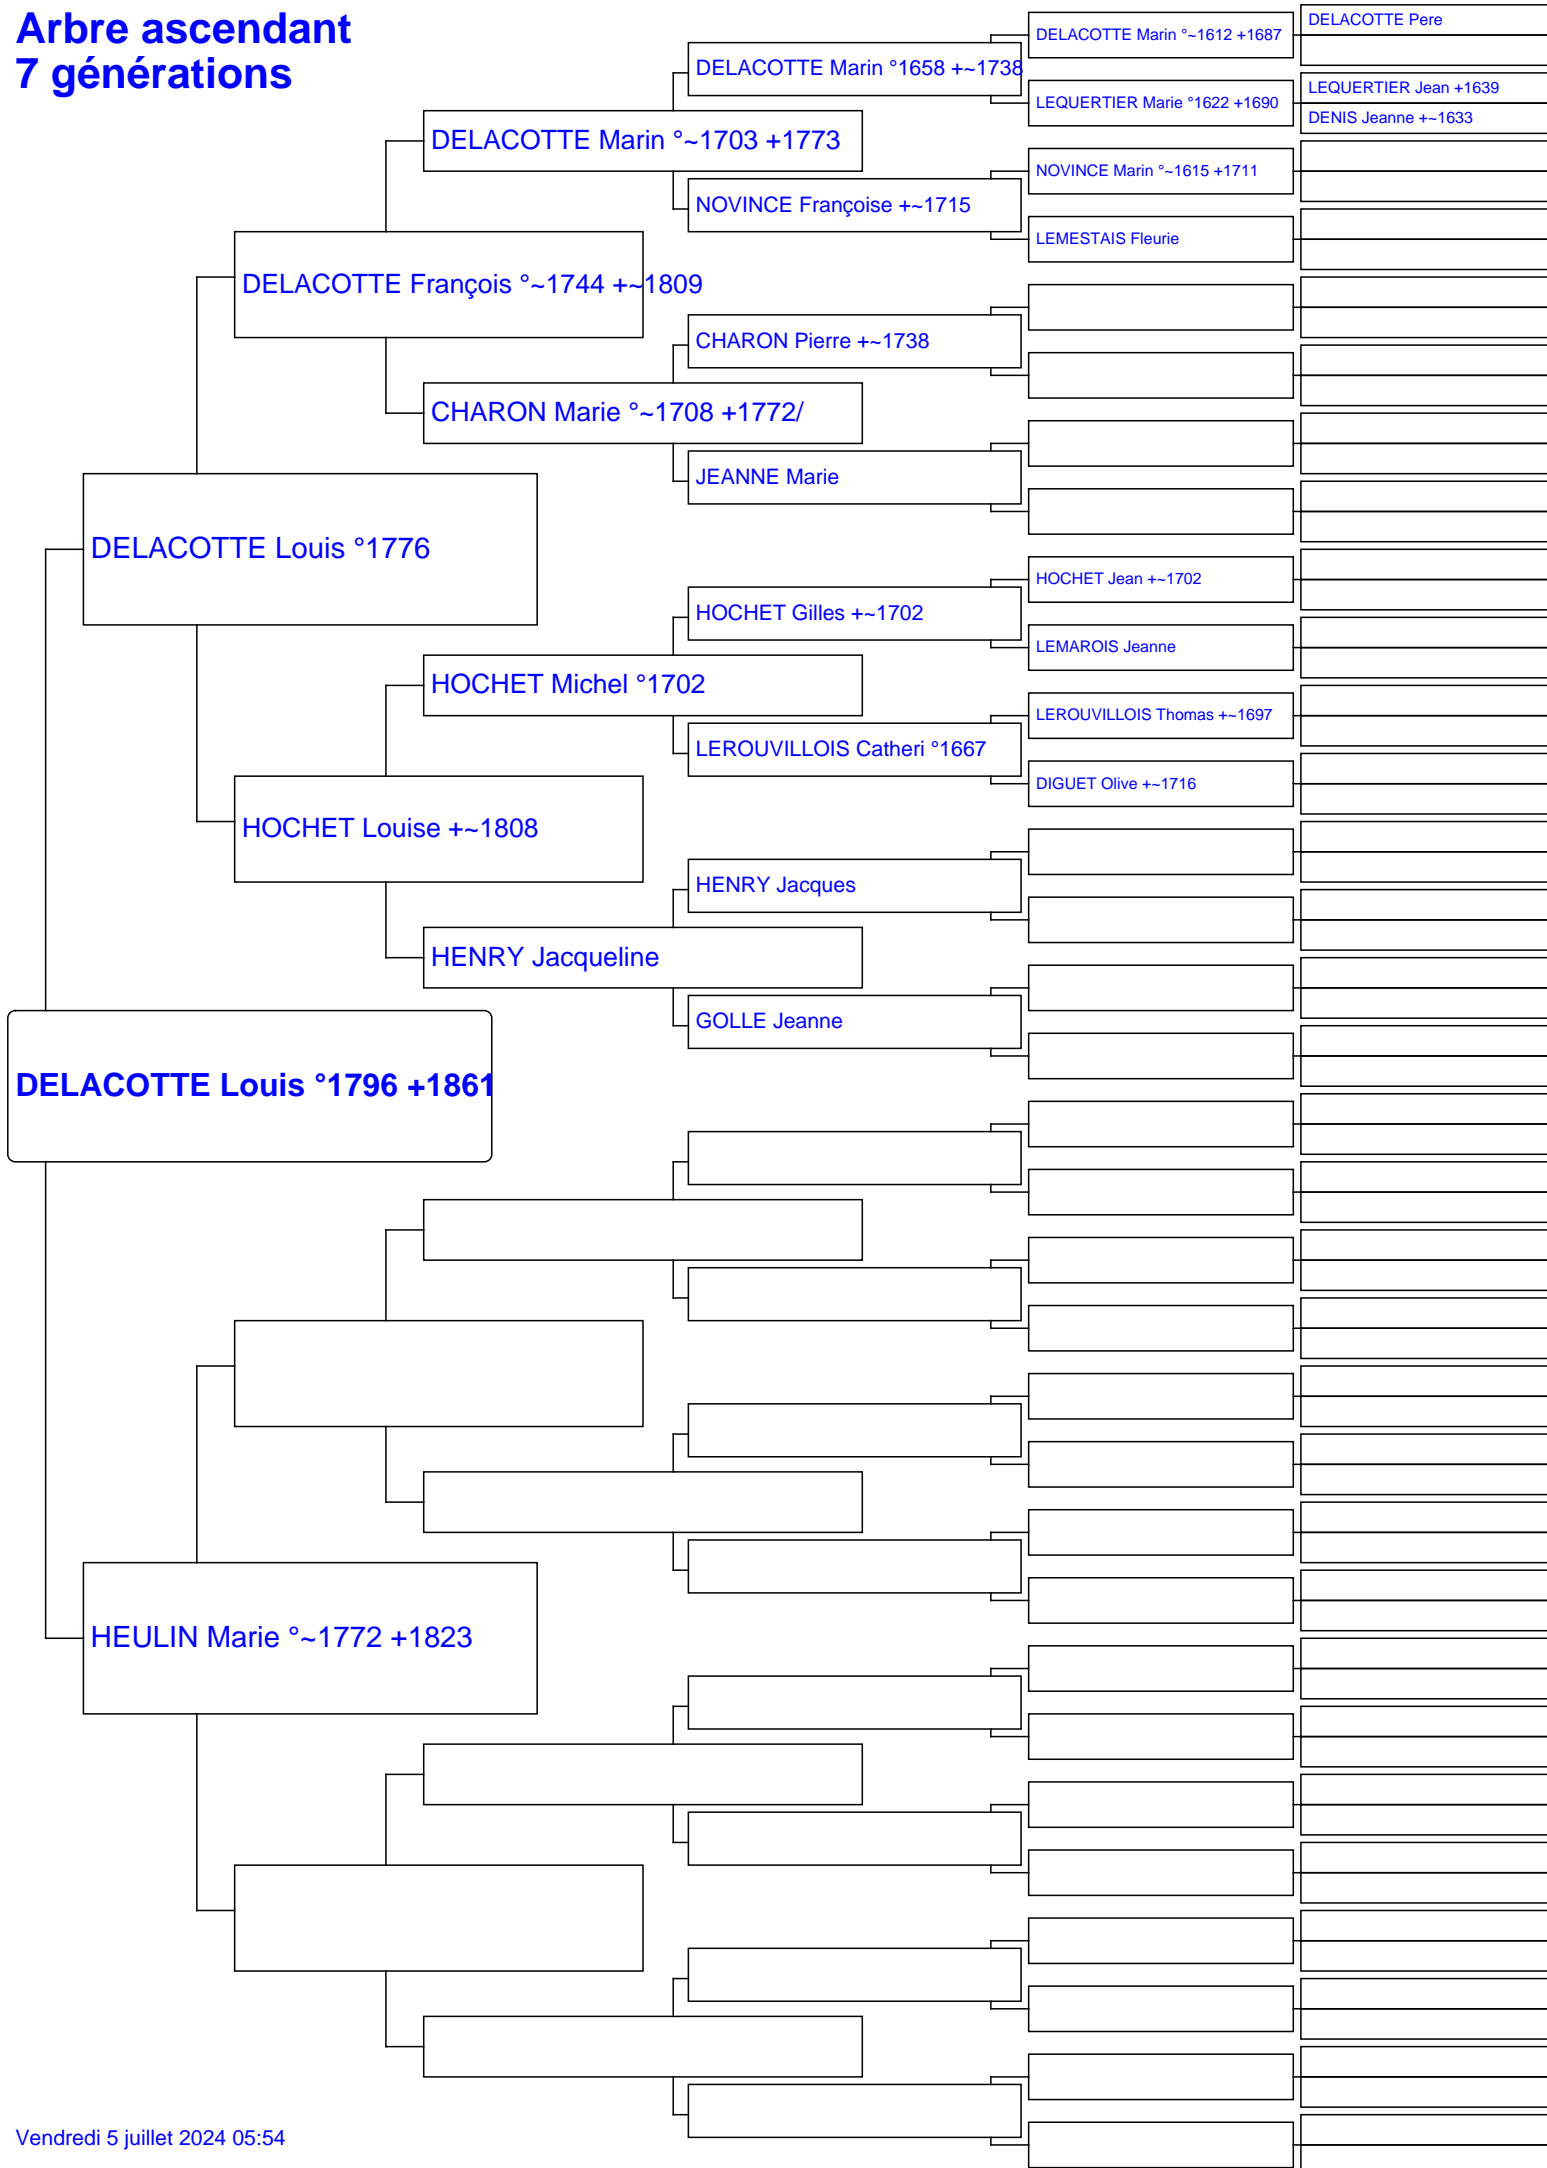 Arbre ascendant
7 générations
DELACOTTE Pere
DELACOTTE Marin °~1612 +1687
DELACOTTE Marin °1658 +~1738
LEQUERTIER Jean +1639
LEQUERTIER Marie °1622 +1690
DENIS Jeanne +~1633
DELACOTTE Marin °~1703 +1773
NOVINCE Marin °~1615 +1711
NOVINCE Françoise +~1715
LEMESTAIS Fleurie
DELACOTTE François °~1744 +~1809
CHARON Pierre +~1738
CHARON Marie °~1708 +1772/
JEANNE Marie
DELACOTTE Louis °1776
HOCHET Jean +~1702
HOCHET Gilles +~1702
LEMAROIS Jeanne
HOCHET Michel °1702
LEROUVILLOIS Thomas +~1697
LEROUVILLOIS Catheri °1667
DIGUET Olive +~1716
HOCHET Louise +~1808
HENRY Jacques
HENRY Jacqueline
GOLLE Jeanne
DELACOTTE Louis °1796 +1861
HEULIN Marie °~1772 +1823
Vendredi 5 juillet 2024 05:54